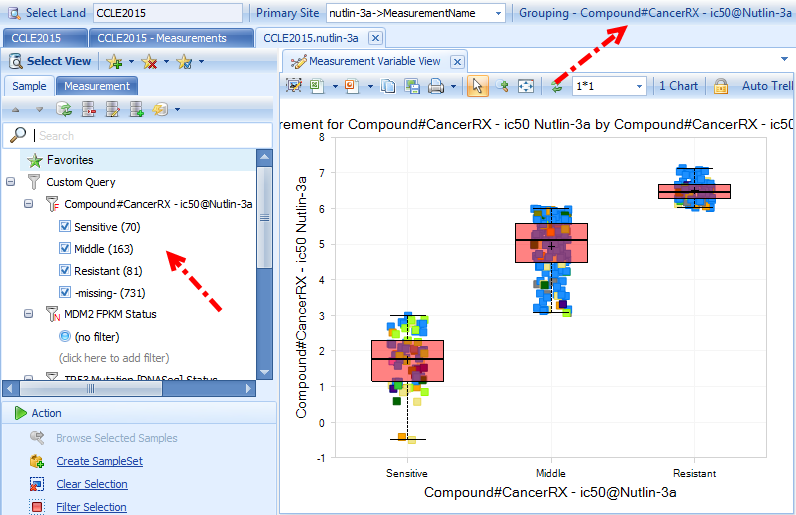 Select Land CCLE2015 Primary Site nutlin-3a->MeasurementName Grouping - Compound#CancerRX - ic50@Nutlin-3a
CCLE2015 CCLE2015 - Measurements CCLE2015.nutlin-3a
Select View
Measurement Variable View
Sample Measurement
1*1 1 Chart Auto Trell
Search
Favorites
Custom Query
Compound#CancerRX - ic50@Nutlin-3a
Sensitive (70)
Middle (163)
Resistant (81)
-missing- (731)
MDM2 FPKM Status
(no filter)
(click here to add filter)
TP53 Mutation [DNASeq] Status
Action
Browse Selected Samples
Create SampleSet
Clear Selection
Filter Selection
rement for Compound#CancerRX - ic50 Nutlin-3a by Compound#CancerRX - ic50
Compound#CancerRX - ic50 Nutlin-3a
8
7
6
5
4
3
2
1
0
-1
Sensitive Middle Resistant
Compound#CancerRX - ic50@Nutlin-3a